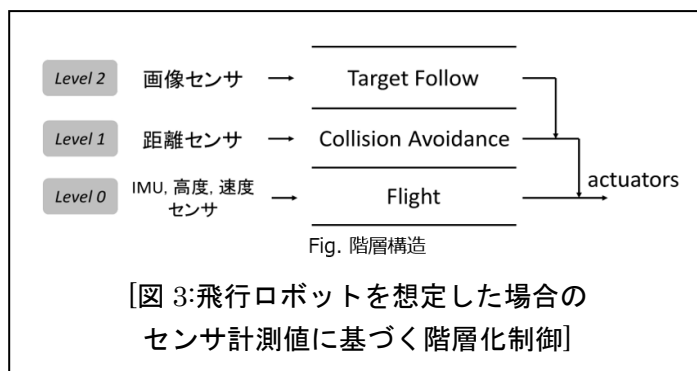 Level 2 画像センサ Target Follow
Level 1 距離センサ Collision Avoidance
actuators
Level 0 IMU, 高度, 速度 センサ Flight
Fig. 階層構造
[図 3:飛行ロボットを想定した場合の
センサ計測値に基づく階層化制御]